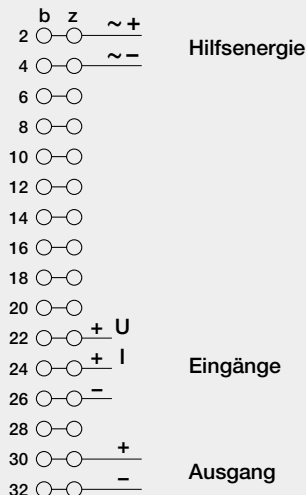 b z
2 ~ +
Hilfsenergie
4 ~ −
6
8
10
12
14
16
18
20
22 + U
24 + I
Eingänge
26 −
28
30 +
Ausgang
32 −